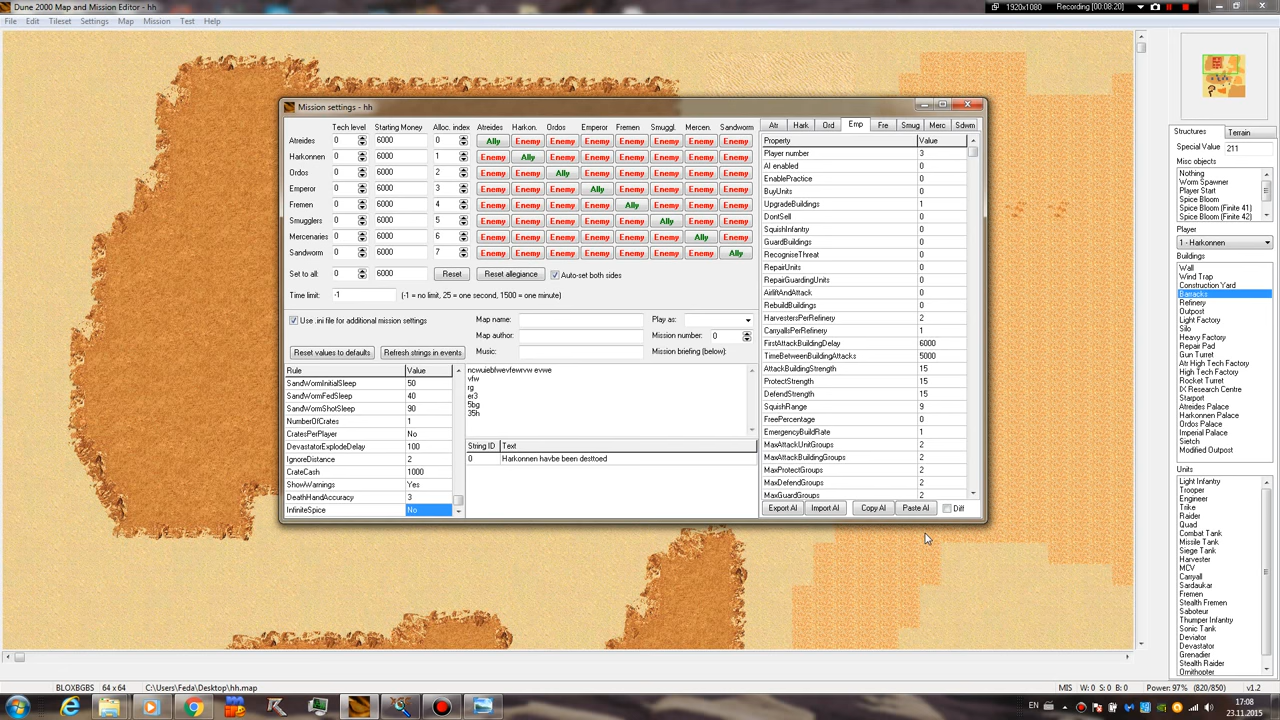 Dune 2000 Map and Mission Editor - hh
1920x1080 Recording [00:08:20]
File Edit Tileset Settings Map Mission Test Help
Mission settings - hh
Tech level Starting Money Alloc. index Atreides Harkon. Ordos Emperor Fremen Smuggl. Mercen. Sandworm
Atreides 0 6000 0 Ally Enemy Enemy Enemy Enemy Enemy Enemy Enemy
Harkonnen 0 6000 1 Enemy Ally Enemy Enemy Enemy Enemy Enemy Enemy
Ordos 0 6000 2 Enemy Enemy Ally Enemy Enemy Enemy Enemy Enemy
Emperor 0 6000 3 Enemy Enemy Enemy Ally Enemy Enemy Enemy Enemy
Fremen 0 6000 4 Enemy Enemy Enemy Enemy Ally Enemy Enemy Enemy
Smugglers 0 6000 5 Enemy Enemy Enemy Enemy Enemy Ally Enemy Enemy
Mercenaries 0 6000 6 Enemy Enemy Enemy Enemy Enemy Enemy Ally Enemy
Sandworm 0 6000 7 Enemy Enemy Enemy Enemy Enemy Enemy Enemy Ally
Set to all: 0 6000 Reset Reset allegiance Auto-set both sides
Time limit: -1 (-1 = no limit, 25 = one second, 1500 = one minute)
Use .ini file for additional mission settings
Map name: Play as:
Map author: Mission number: 0
Music: Mission briefing (below):
Reset values to defaults Refresh strings in events
Rule Value
SandWormInitialSleep 50
SandWormFedSleep 40
SandWormShotSleep 90
NumberOfCrates 1
CratesPerPlayer No
DevastatorExplodeDelay 100
IgnoreDistance 2
CrateCash 1000
ShowWarnings Yes
DeathHandAccuracy 3
InfiniteSpice No
ncwuiebfwevfewrvw evwe
vfw
rg
er3
5bg
35h
String ID Text
0 Harkonnen havbe been desttoed
Atr Hark Ord Emp Fre Smug Merc Sdwm
Property Value
Player number 3
AI enabled 0
EnablePractice 0
BuyUnits 0
UpgradeBuildings 1
DontSell 0
SquishInfantry 0
GuardBuildings 0
RecogniseThreat 0
RepairUnits 0
RepairGuardingUnits 0
AirliftAndAttack 0
RebuildBuildings 0
HarvestersPerRefinery 2
CarryallsPerRefinery 1
FirstAttackBuildingDelay 6000
TimeBetweenBuildingAttacks 5000
AttackBuildingStrength 15
ProtectStrength 15
DefendStrength 15
SquishRange 9
FreePercentage 0
EmergencyBuildRate 1
MaxAttackUnitGroups 2
MaxAttackBuildingGroups 2
MaxProtectGroups 2
MaxDefendGroups 2
MaxGuardGroups 2
Export AI Import AI Copy AI Paste AI Diff
Structures Terrain
Special Value 211
Misc objects
Nothing
Worm Spawner
Player Start
Spice Bloom
Spice Bloom (Finite 41)
Spice Bloom (Finite 42)
Player
1 - Harkonnen
Buildings
Wall
Wind Trap
Construction Yard
Barracks
Refinery
Outpost
Light Factory
Silo
Heavy Factory
Repair Pad
Gun Turret
Atr High Tech Factory
High Tech Factory
Rocket Turret
IX Research Centre
Starport
Atreides Palace
Harkonnen Palace
Ordos Palace
Imperial Palace
Sietch
Modified Outpost
Units
Light Infantry
Trooper
Engineer
Trike
Raider
Quad
Combat Tank
Missile Tank
Siege Tank
Harvester
MCV
Carryall
Sardaukar
Fremen
Stealth Fremen
Saboteur
Thumper Infantry
Sonic Tank
Deviator
Devastator
Grenadier
Stealth Raider
Ornithopter
BLOXBGBS 64 x 64 C:\Users\Feda\Desktop\hh.map MIS W: 0 S: 0 B: 0 Power: 97% (820/850) v1.2
EN 17:08
23.11.2015